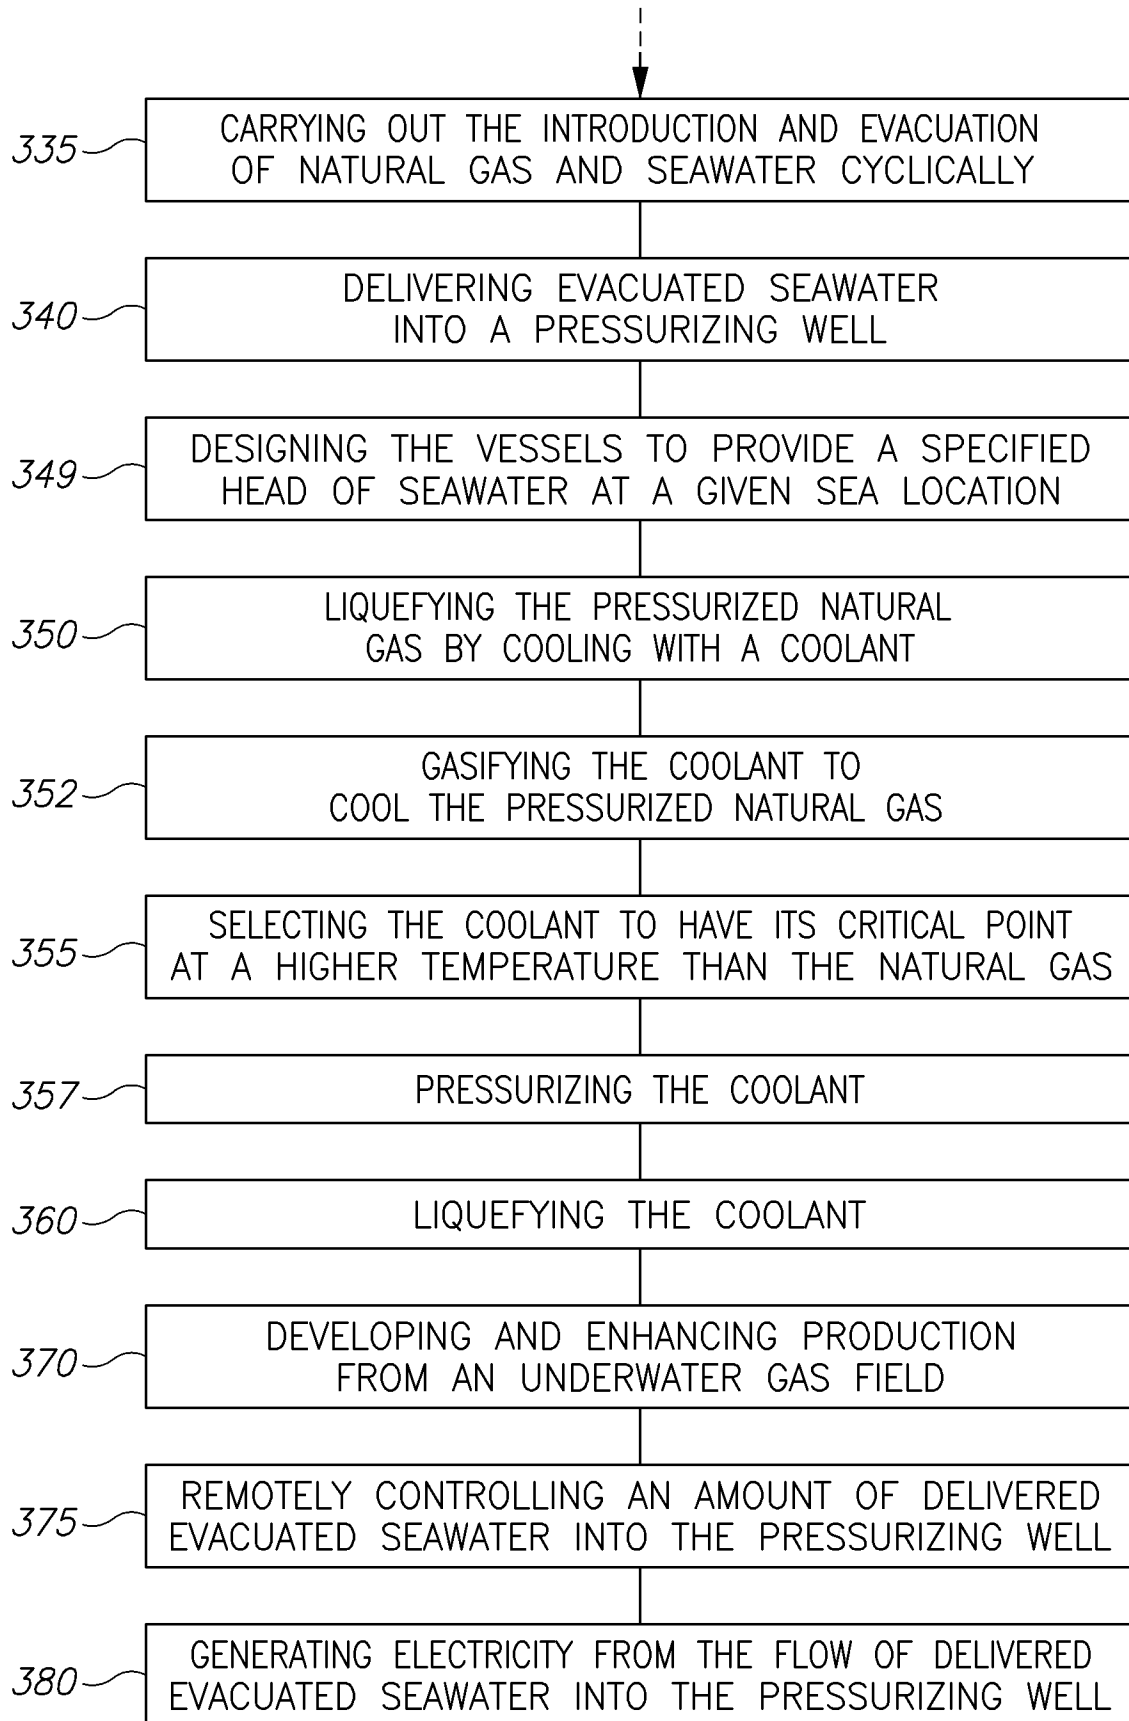 335
CARRYING OUT THE INTRODUCTION AND EVACUATION
OF NATURAL GAS AND SEAWATER CYCLICALLY
340
DELIVERING EVACUATED SEAWATER
INTO A PRESSURIZING WELL
349
DESIGNING THE VESSELS TO PROVIDE A SPECIFIED
HEAD OF SEAWATER AT A GIVEN SEA LOCATION
350
LIQUEFYING THE PRESSURIZED NATURAL
GAS BY COOLING WITH A COOLANT
352
GASIFYING THE COOLANT TO
COOL THE PRESSURIZED NATURAL GAS
355
SELECTING THE COOLANT TO HAVE ITS CRITICAL POINT
AT A HIGHER TEMPERATURE THAN THE NATURAL GAS
357
PRESSURIZING THE COOLANT
360
LIQUEFYING THE COOLANT
370
DEVELOPING AND ENHANCING PRODUCTION
FROM AN UNDERWATER GAS FIELD
375
REMOTELY CONTROLLING AN AMOUNT OF DELIVERED
EVACUATED SEAWATER INTO THE PRESSURIZING WELL
380
GENERATING ELECTRICITY FROM THE FLOW OF DELIVERED
EVACUATED SEAWATER INTO THE PRESSURIZING WELL